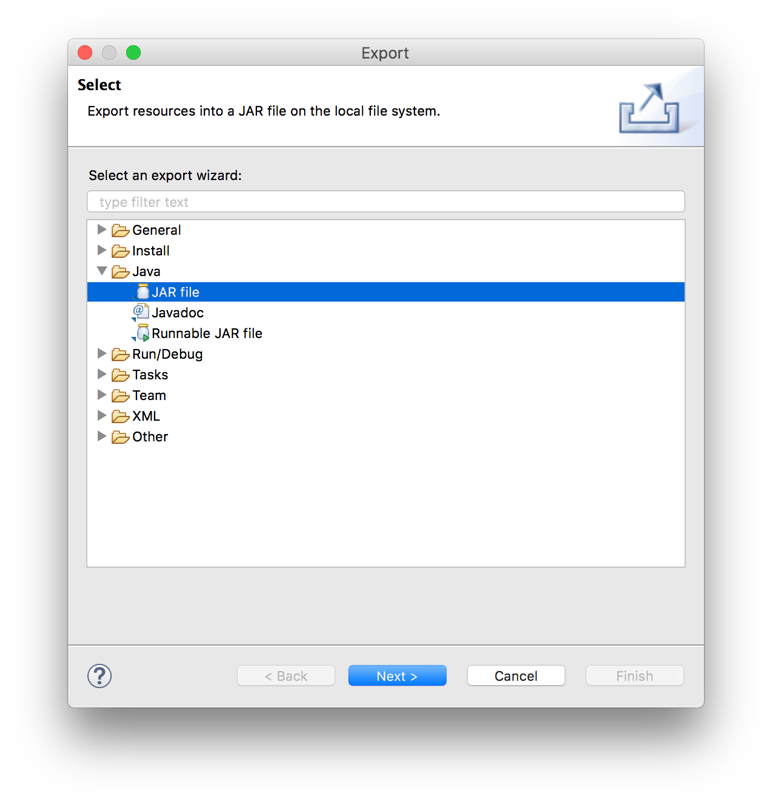 Export
Select
Export resources into a JAR file on the local file system.
Select an export wizard:
type filter text
General
Install
Java
JAR file
@
Javadoc
Runnable JAR file
Run/Debug
Tasks
Team
XML
Other
?
< Back
Next >
Cancel
Finish